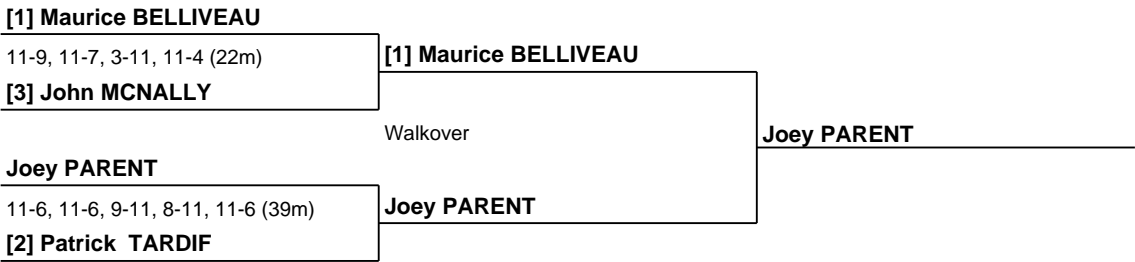 [1] Maurice BELLIVEAU
11-9, 11-7, 3-11, 11-4 (22m)
[1] Maurice BELLIVEAU
[3] John MCNALLY
Walkover
Joey PARENT
Joey PARENT
11-6, 11-6, 9-11, 8-11, 11-6 (39m)
Joey PARENT
[2] Patrick  TARDIF